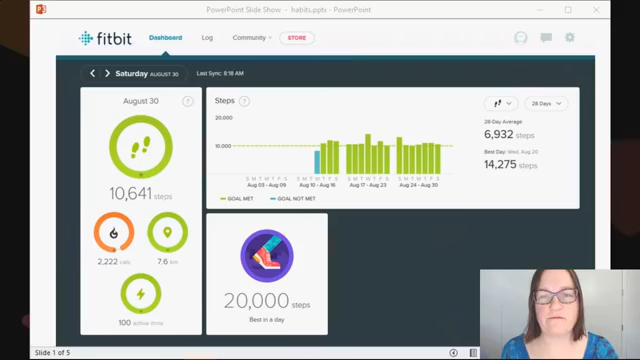 PowerPoint Slide Show - habits.pptx - PowerPoint
fitbit
Dashboard
Log
Community
STORE
Saturday AUGUST 30
Last Sync: 8:18 AM
August 30
?
10,641 steps
2,222 cals
7.6 km
100 active mins
Steps
?
28 Days
20,000
10,000
S M T W T F S S M T W T F S S M T W T F S S M T W T F S
Aug 03 - Aug 09
Aug 10 - Aug 16
Aug 17 - Aug 23
Aug 24 - Aug 30
GOAL MET
GOAL NOT MET
28-Day Average
6,932 steps
Best Day: Wed, Aug 20
14,275 steps
20,000 steps
Best in a day
Slide 1 of 5